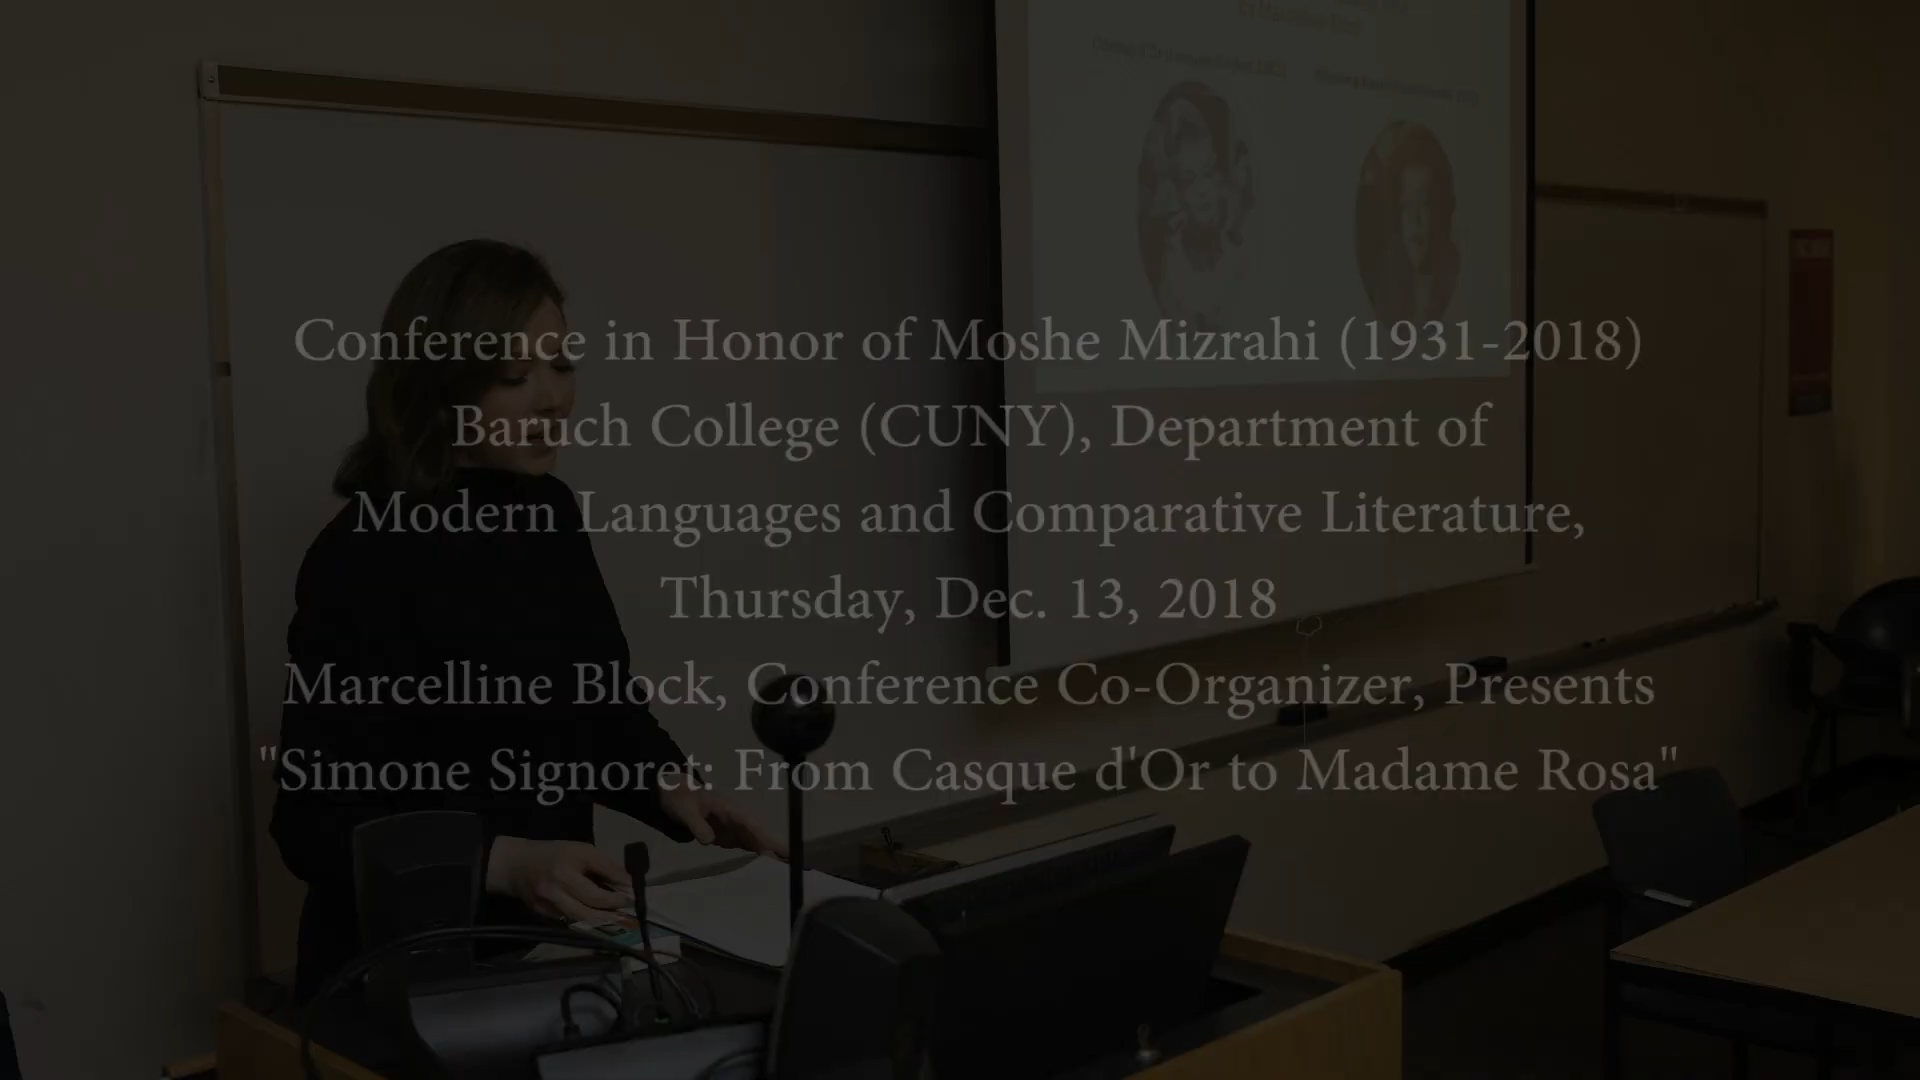 Conference in Honor of Moshe Mizrahi (1931-2018)
Baruch College (CUNY), Department of
Modern Languages and Comparative Literature,
Thursday, Dec. 13, 2018
Marcelline Block, Conference Co-Organizer, Presents
"Simone Signoret: From Casque d'Or to Madame Rosa"